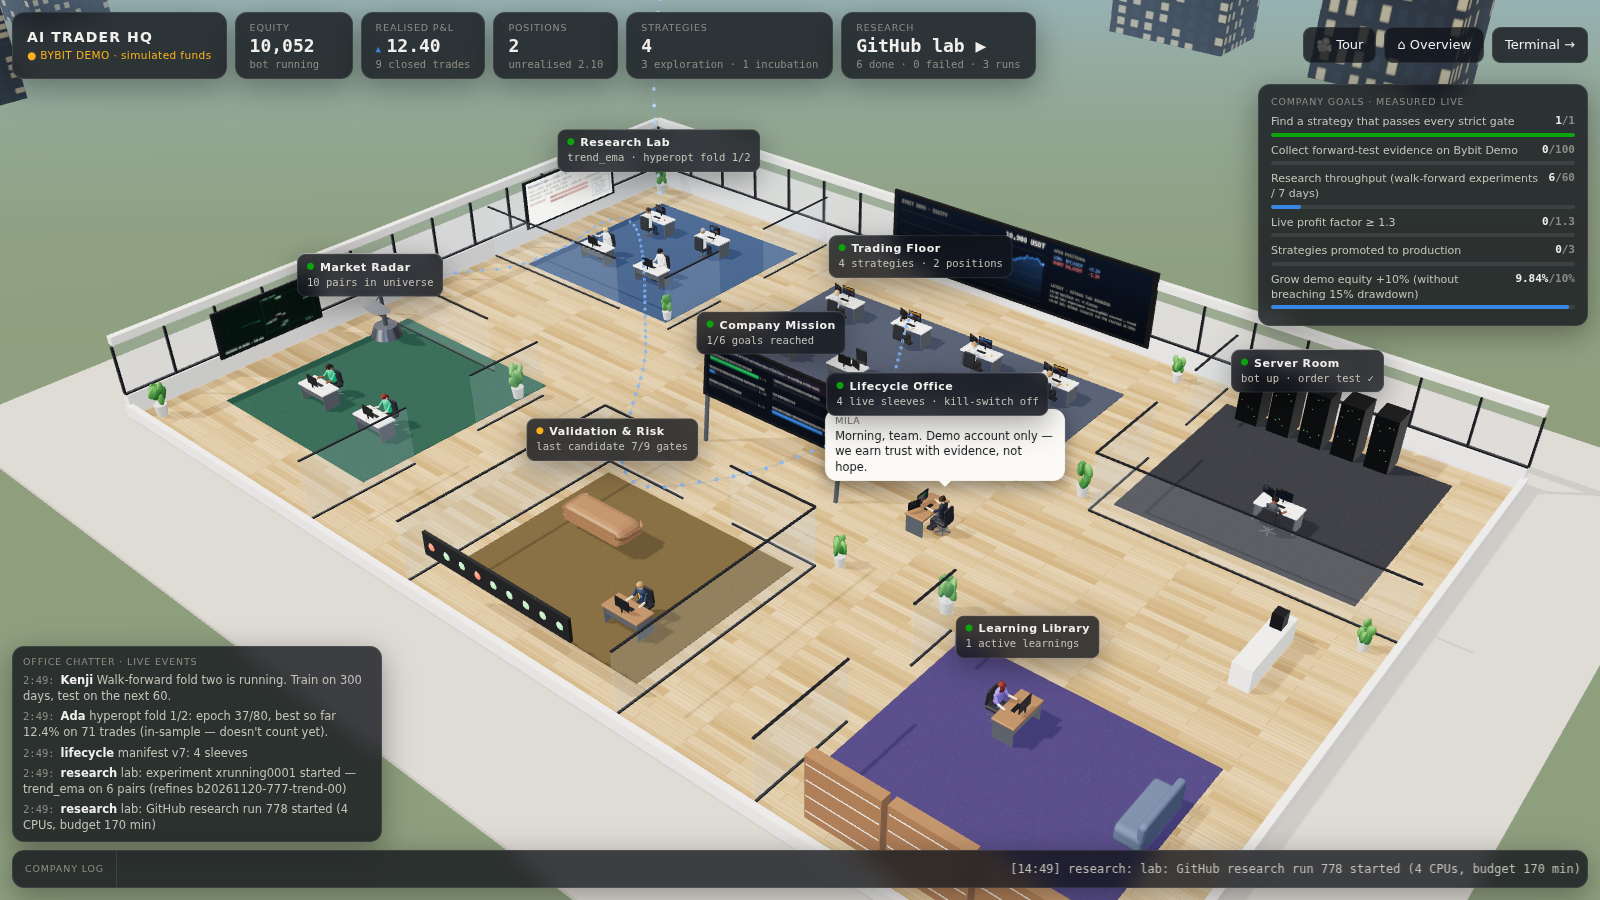 AI TRADER HQ
● BYBIT DEMO · simulated funds
EQUITY
10,052
bot running
REALISED P&L
▲ 12.40
9 closed trades
POSITIONS
2
unrealised 2.10
STRATEGIES
4
3 exploration · 1 incubation
RESEARCH
GitHub lab ▶
6 done · 0 failed · 3 runs
Tour
⌂ Overview
Terminal →
COMPANY GOALS · MEASURED LIVE
Find a strategy that passes every strict gate 1/1
Collect forward-test evidence on Bybit Demo 0/100
Research throughput (walk-forward experiments 6/60
/ 7 days)
Live profit factor ≥ 1.3 0/1.3
Strategies promoted to production 0/3
Grow demo equity +10% (without 9.84%/10%
breaching 15% drawdown)
Research Lab
trend_ema · hyperopt fold 1/2
Market Radar
10 pairs in universe
Trading Floor
4 strategies · 2 positions
Company Mission
1/6 goals reached
Server Room
bot up · order test ✓
Lifecycle Office
4 live sleeves · kill-switch off
MILA
Morning, team. Demo account only —
we earn trust with evidence, not
hope.
Validation & Risk
last candidate 7/9 gates
Learning Library
1 active learnings
OFFICE CHATTER · LIVE EVENTS
2:49: Kenji Walk-forward fold two is running. Train on 300
days, test on the next 60.
2:49: Ada hyperopt fold 1/2: epoch 37/80, best so far
12.4% on 71 trades (in-sample — doesn't count yet).
2:49: lifecycle manifest v7: 4 sleeves
2:49: research lab: experiment xrunning0001 started —
trend_ema on 6 pairs (refines b20261120-777-trend-00)
2:49: research lab: GitHub research run 778 started (4
CPUs, budget 170 min)
COMPANY LOG
[14:49] research: lab: GitHub research run 778 started (4 CPUs, budget 170 min)